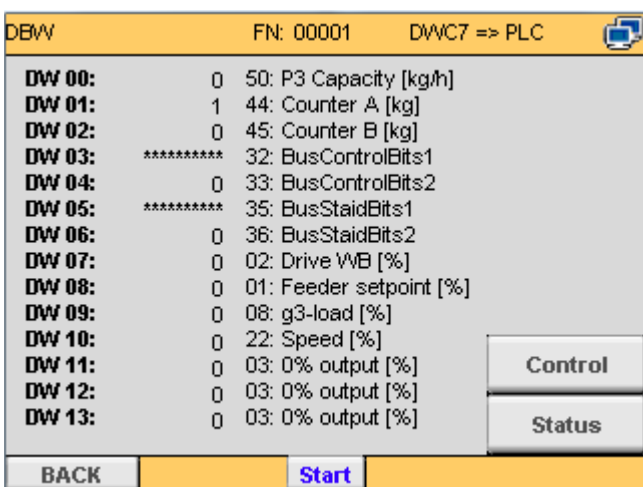 DBW FN: 00001 DWC7 => PLC
DW 00: 0 50: P3 Capacity [kg/h]
DW 01: 1 44: Counter A [kg]
DW 02: 0 45: Counter B [kg]
DW 03: ********** 32: BusControlBits1
DW 04: 0 33: BusControlBits2
DW 05: ********** 35: BusStaidBits1
DW 06: 0 36: BusStaidBits2
DW 07: 0 02: Drive WB [%]
DW 08: 0 01: Feeder setpoint [%]
DW 09: 0 08: g3-load [%]
DW 10: 0 22: Speed [%]
DW 11: 0 03: 0% output [%]
DW 12: 0 03: 0% output [%]
DW 13: 0 03: 0% output [%]
Control
Status
BACK Start